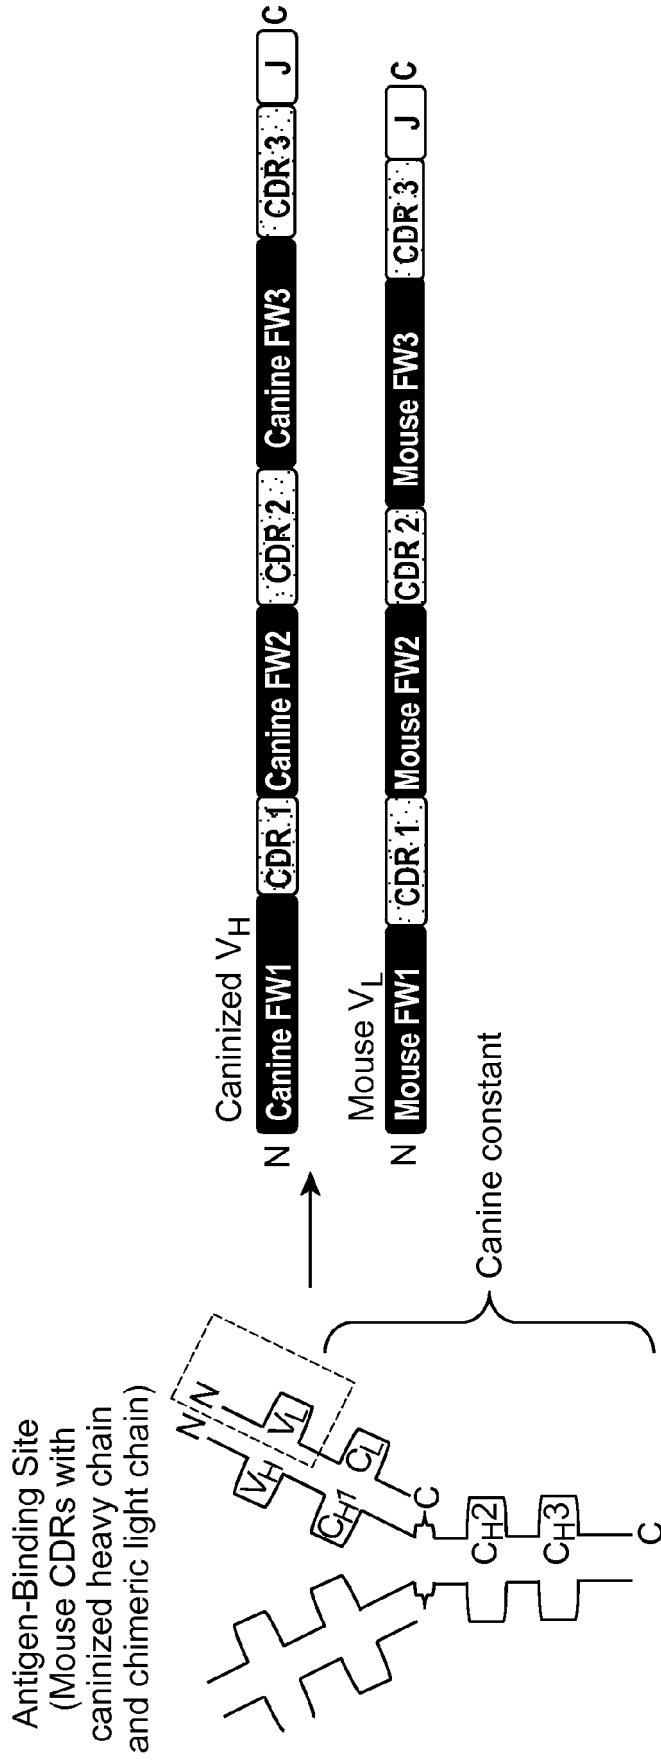 Antigen-Binding Site
(Mouse CDRs with
caninized heavy chain
and chimeric light chain)
N
N
VH
VL
CH1
CL
C
CH2
CH3
C
Canine constant
Caninized VH
N Canine FW1 CDR 1 Canine FW2 CDR 2 Canine FW3 CDR 3 J C
Mouse VL
N Mouse FW1 CDR 1 Mouse FW2 CDR 2 Mouse FW3 CDR 3 J C